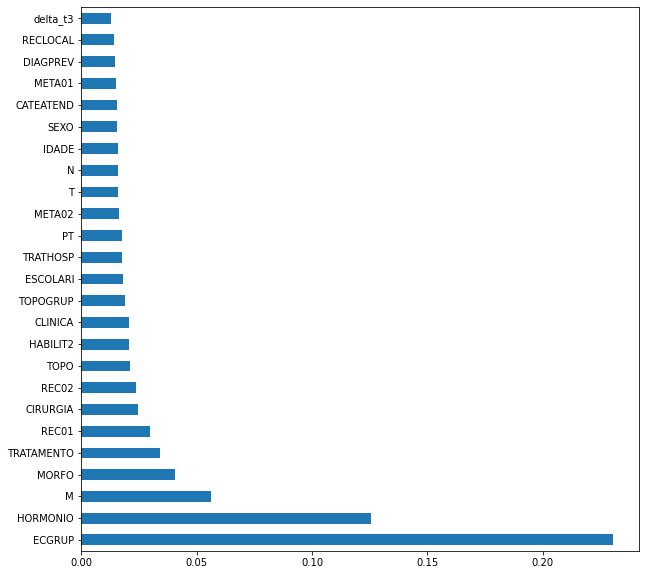 delta_t3
RECLOCAL
DIAGPREV
META01
CATEATEND
SEXO
IDADE
N
T
META02
PT
TRATHOSP
ESCOLARI
TOPOGRUP
CLINICA
HABILIT2
TOPO
REC02
CIRURGIA
REC01
TRATAMENTO
MORFO
M
HORMONIO
ECGRUP
0.00 0.05 0.10 0.15 0.20